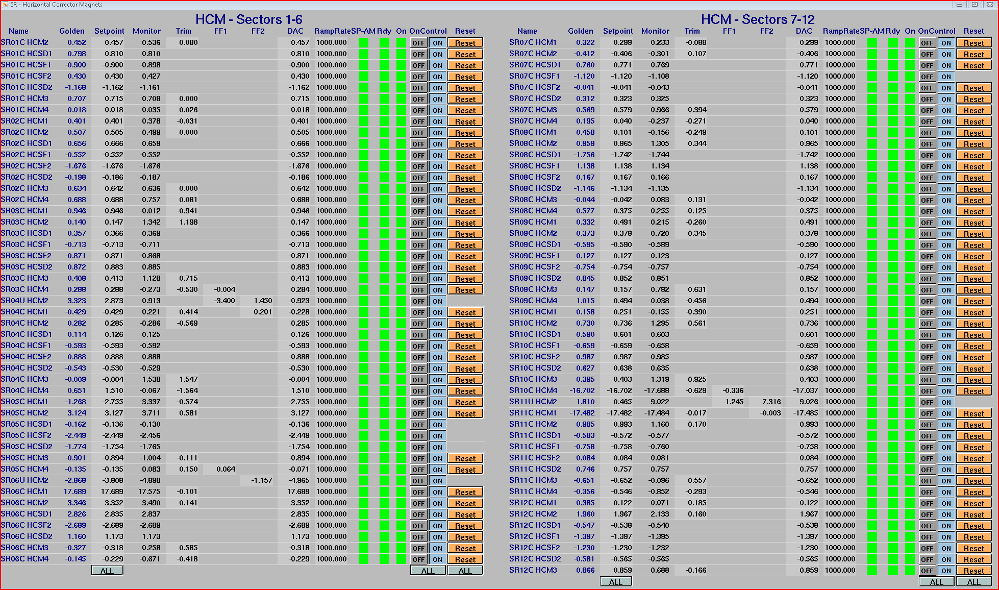 SR - Horizontal Corrector Magnets
HCM - Sectors 1-6
Name Golden Setpoint Monitor Trim FF1 FF2 DAC RampRate SP-AM Rdy On OnControl Reset
SR01C HCM2 0.452 0.457 0.536 0.080 0.457 1000.000 OFF ON Reset
SR01C HCSD1 0.798 0.810 0.810 0.810 1000.000 OFF ON Reset
SR01C HCSF1 -0.900 -0.900 -0.898 -0.900 1000.000 OFF ON Reset
SR01C HCSF2 0.430 0.430 0.427 0.430 1000.000 OFF ON Reset
SR01C HCSD2 -1.168 -1.162 -1.161 -1.162 1000.000 OFF ON Reset
SR01C HCM3 0.707 0.715 0.708 0.000 0.715 1000.000 OFF ON Reset
SR01C HCM4 0.018 0.018 0.035 0.026 0.018 1000.000 OFF ON Reset
SR02C HCM1 0.401 0.401 0.378 -0.031 0.401 1000.000 OFF ON Reset
SR02C HCM2 0.507 0.505 0.499 0.000 0.505 1000.000 OFF ON Reset
SR02C HCSD1 0.656 0.666 0.659 0.666 1000.000 OFF ON Reset
SR02C HCSF1 -0.552 -0.552 -0.552 -0.552 1000.000 OFF ON Reset
SR02C HCSF2 -1.676 -1.676 -1.676 -1.676 1000.000 OFF ON Reset
SR02C HCSD2 -0.198 -0.186 -0.187 -0.186 1000.000 OFF ON Reset
SR02C HCM3 0.634 0.642 0.636 0.000 0.642 1000.000 OFF ON Reset
SR02C HCM4 0.688 0.688 0.757 0.081 0.688 1000.000 OFF ON Reset
SR03C HCM1 0.946 0.946 -0.012 -0.941 0.946 1000.000 OFF ON Reset
SR03C HCM2 0.140 0.147 1.342 1.198 0.147 1000.000 OFF ON Reset
SR03C HCSD1 0.357 0.366 0.369 0.366 1000.000 OFF ON Reset
SR03C HCSF1 -0.713 -0.713 -0.711 -0.713 1000.000 OFF ON Reset
SR03C HCSF2 -0.871 -0.871 -0.868 -0.871 1000.000 OFF ON Reset
SR03C HCSD2 0.872 0.883 0.885 0.883 1000.000 OFF ON Reset
SR03C HCM3 0.408 0.413 1.128 0.715 0.413 1000.000 OFF ON Reset
SR03C HCM4 0.288 0.288 -0.273 -0.530 -0.004 0.284 1000.000 OFF ON Reset
SR04U HCM2 3.323 2.873 0.913 -3.400 1.450 0.923 1000.000 OFF ON
SR04C HCM1 -0.429 -0.429 0.221 0.414 0.201 -0.228 1000.000 OFF ON Reset
SR04C HCM2 0.282 0.285 -0.286 -0.569 0.285 1000.000 OFF ON Reset
SR04C HCSD1 0.114 0.126 0.125 0.126 1000.000 OFF ON Reset
SR04C HCSF1 -0.593 -0.593 -0.592 -0.593 1000.000 OFF ON Reset
SR04C HCSF2 -0.888 -0.888 -0.888 -0.888 1000.000 OFF ON Reset
SR04C HCSD2 -0.543 -0.530 -0.529 -0.530 1000.000 OFF ON Reset
SR04C HCM3 -0.009 -0.004 1.538 1.547 -0.004 1000.000 OFF ON Reset
SR04C HCM4 0.651 1.510 -0.067 -1.564 1.510 1000.000 OFF ON Reset
SR05C HCM1 -1.268 -2.755 -3.337 -0.574 -2.755 1000.000 OFF ON Reset
SR05C HCM2 3.124 3.127 3.711 0.581 3.127 1000.000 OFF ON Reset
SR05C HCSD1 -0.162 -0.136 -0.130 -0.136 1000.000 OFF ON
SR05C HCSF2 -2.449 -2.449 -2.456 -2.449 1000.000 OFF ON
SR05C HCSD2 -1.774 -1.754 -1.765 -1.754 1000.000 OFF ON
SR05C HCM3 -0.901 -0.894 -1.004 -0.111 -0.894 1000.000 OFF ON Reset
SR05C HCM4 -0.135 -0.135 0.083 0.150 0.064 -0.071 1000.000 OFF ON Reset
SR06U HCM2 -2.868 -3.808 -4.898 -1.157 -4.965 1000.000 OFF ON
SR06C HCM1 17.689 17.689 17.575 -0.101 17.689 1000.000 OFF ON Reset
SR06C HCM2 3.346 3.352 3.490 0.141 3.352 1000.000 OFF ON Reset
SR06C HCSD1 2.826 2.835 2.837 2.835 1000.000 OFF ON Reset
SR06C HCSF2 -2.689 -2.689 -2.689 -2.689 1000.000 OFF ON Reset
SR06C HCSD2 1.160 1.173 1.173 1.173 1000.000 OFF ON Reset
SR06C HCM3 -0.327 -0.318 0.258 0.585 -0.318 1000.000 OFF ON Reset
SR06C HCM4 -0.145 -0.229 -0.671 -0.418 -0.229 1000.000 OFF ON Reset
ALL ALL ALL
HCM - Sectors 7-12
Name Golden Setpoint Monitor Trim FF1 FF2 DAC RampRate SP-AM Rdy On OnControl Reset
SR07C HCM1 0.322 0.299 0.233 -0.088 0.299 1000.000 OFF ON Reset
SR07C HCM2 -0.412 -0.406 -0.301 0.107 -0.406 1000.000 OFF ON Reset
SR07C HCSD1 0.760 0.771 0.769 0.771 1000.000 OFF ON Reset
SR07C HCSF1 -1.120 -1.120 -1.108 -1.120 1000.000 OFF ON
SR07C HCSF2 -0.041 -0.041 -0.043 -0.041 1000.000 OFF ON Reset
SR07C HCSD2 0.312 0.323 0.325 0.323 1000.000 OFF ON Reset
SR07C HCM3 0.569 0.579 0.966 0.394 0.579 1000.000 OFF ON Reset
SR07C HCM4 0.195 0.040 -0.237 -0.271 0.040 1000.000 OFF ON Reset
SR08C HCM1 0.458 0.101 -0.156 -0.249 0.101 1000.000 OFF ON Reset
SR08C HCM2 0.959 0.965 1.305 0.344 0.965 1000.000 OFF ON Reset
SR08C HCSD1 -1.756 -1.742 -1.744 -1.742 1000.000 OFF ON Reset
SR08C HCSF1 1.138 1.138 1.134 1.138 1000.000 OFF ON Reset
SR08C HCSF2 0.167 0.167 0.166 0.167 1000.000 OFF ON Reset
SR08C HCSD2 -1.146 -1.134 -1.135 -1.134 1000.000 OFF ON Reset
SR08C HCM3 -0.044 -0.042 0.083 0.131 -0.042 1000.000 OFF ON Reset
SR08C HCM4 0.577 0.375 0.255 -0.125 0.375 1000.000 OFF ON Reset
SR09C HCM1 0.332 0.491 0.215 -0.260 0.491 1000.000 OFF ON Reset
SR09C HCM2 0.373 0.378 0.720 0.345 0.378 1000.000 OFF ON Reset
SR09C HCSD1 -0.595 -0.590 -0.589 -0.590 1000.000 OFF ON Reset
SR09C HCSF1 0.127 0.127 0.123 0.127 1000.000 OFF ON Reset
SR09C HCSF2 -0.754 -0.754 -0.757 -0.754 1000.000 OFF ON Reset
SR09C HCSD2 0.845 0.852 0.851 0.852 1000.000 OFF ON Reset
SR09C HCM3 0.147 0.157 0.782 0.631 0.157 1000.000 OFF ON Reset
SR09C HCM4 1.015 0.494 0.038 -0.456 0.494 1000.000 OFF ON Reset
SR10C HCM1 0.158 0.251 -0.155 -0.390 0.251 1000.000 OFF ON Reset
SR10C HCM2 0.730 0.736 1.295 0.561 0.736 1000.000 OFF ON Reset
SR10C HCSD1 0.590 0.601 0.603 0.601 1000.000 OFF ON Reset
SR10C HCSF1 -0.659 -0.659 -0.658 -0.659 1000.000 OFF ON Reset
SR10C HCSF2 -0.987 -0.987 -0.985 -0.987 1000.000 OFF ON Reset
SR10C HCSD2 0.627 0.638 0.635 0.638 1000.000 OFF ON Reset
SR10C HCM3 0.395 0.403 1.319 0.925 0.403 1000.000 OFF ON Reset
SR10C HCM4 -16.702 -16.702 -17.688 -0.629 -0.336 -17.037 1000.000 OFF ON Reset
SR11U HCM2 1.810 0.465 9.022 1.245 7.316 9.026 1000.000 OFF ON
SR11C HCM1 -17.482 -17.482 -17.484 -0.017 -0.003 -17.485 1000.000 OFF ON Reset
SR11C HCM2 0.985 0.993 1.160 0.170 0.993 1000.000 OFF ON Reset
SR11C HCSD1 -0.583 -0.572 -0.577 -0.572 1000.000 OFF ON Reset
SR11C HCSF1 -0.758 -0.758 -0.760 -0.758 1000.000 OFF ON Reset
SR11C HCSF2 0.084 0.084 0.081 0.084 1000.000 OFF ON Reset
SR11C HCSD2 0.746 0.757 0.757 0.757 1000.000 OFF ON Reset
SR11C HCM3 -0.651 -0.652 -0.096 0.557 -0.652 1000.000 OFF ON Reset
SR11C HCM4 -0.356 -0.546 -0.852 -0.293 -0.546 1000.000 OFF ON Reset
SR12C HCM1 0.385 0.122 -0.071 -0.185 0.122 1000.000 OFF ON Reset
SR12C HCM2 1.960 1.967 2.133 0.160 1.967 1000.000 OFF ON Reset
SR12C HCSD1 -0.547 -0.538 -0.540 -0.538 1000.000 OFF ON Reset
SR12C HCSF1 -1.397 -1.397 -1.395 -1.397 1000.000 OFF ON Reset
SR12C HCSF2 -1.230 -1.230 -1.232 -1.230 1000.000 OFF ON Reset
SR12C HCSD2 -0.581 -0.565 -0.565 -0.565 1000.000 OFF ON Reset
SR12C HCM3 0.866 0.859 0.688 -0.166 0.859 1000.000 OFF ON Reset
ALL ALL ALL